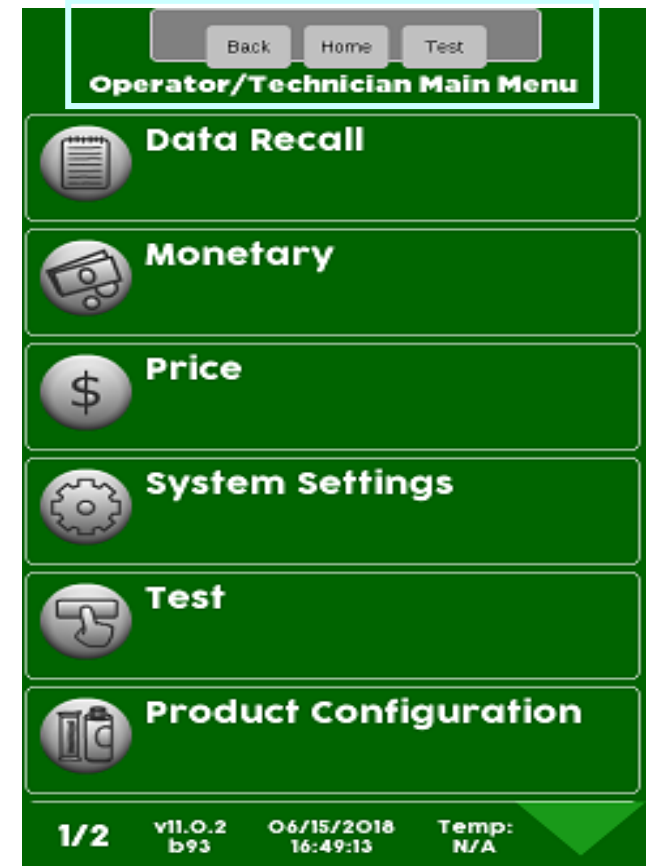 Back Home Test
Operator/Technician Main Menu
Data Recall
Monetary
$
Price
System Settings
Test
Product Configuration
1/2 v11.0.2 06/15/2018 Temp:
b93 16:49:13 N/A